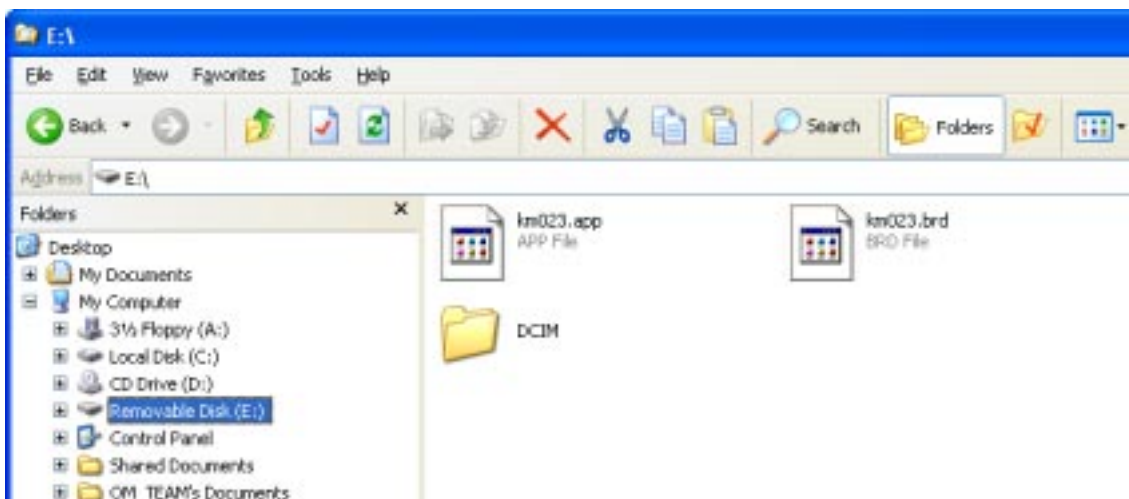 E:\
File Edit View Favorites Tools Help
Back Search Folders
Address E:\
Folders
Desktop
My Documents
My Computer
3½ Floppy (A:)
Local Disk (C:)
CD Drive (D:)
Removable Disk (E:)
Control Panel
Shared Documents
OM_TEAM's Documents
km023.app
APP File
km023.brd
BRD File
DCIM